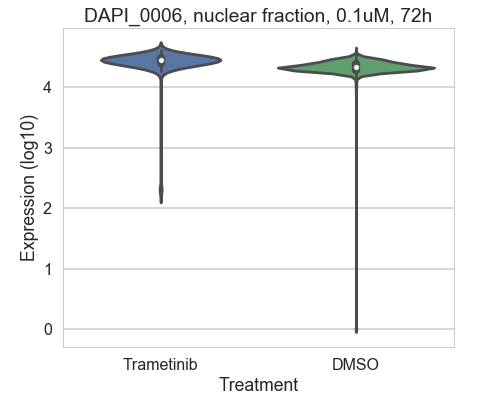 DAPI_0006, nuclear fraction, 0.1uM, 72h
Expression (log10)
4
3
2
1
0
Trametinib
DMSO
Treatment